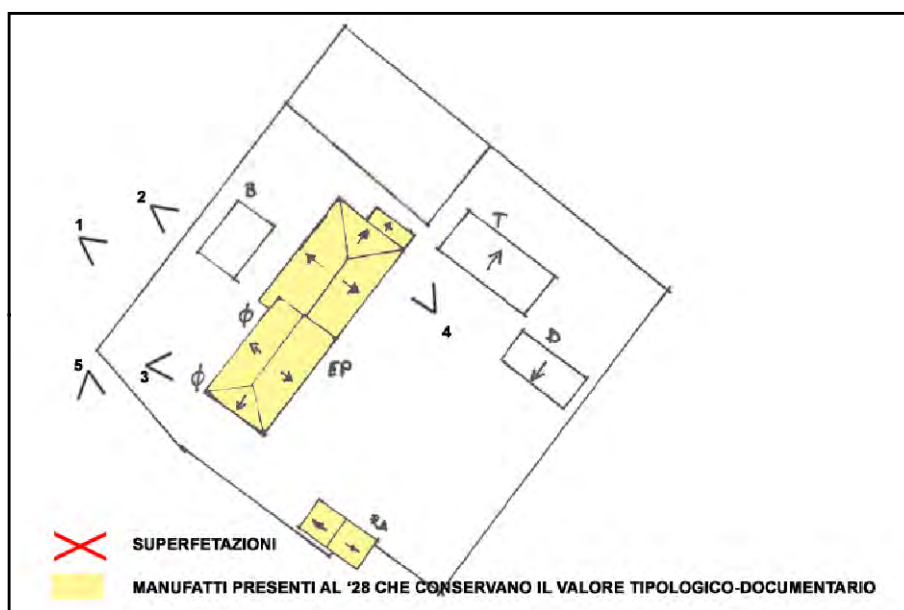 B
2
1
T
Φ
4
D
EP
5
3
Φ
RA
SUPERFETAZIONI
MANUFATTI PRESENTI AL '28 CHE CONSERVANO IL VALORE TIPOLOGICO-DOCUMENTARIO